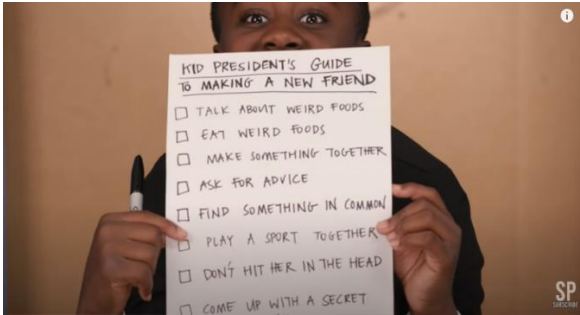 KID PRESIDENT'S GUIDE
TO MAKING A NEW FRIEND
TALK ABOUT WEIRD FOODS
EAT WEIRD FOODS
MAKE SOMETHING TOGETHER
ASK FOR ADVICE
FIND SOMETHING IN COMMON
PLAY A SPORT TOGETHER
DON'T HIT HER IN THE HEAD
COME UP WITH A SECRET
i
SP
SUBSCRIBE